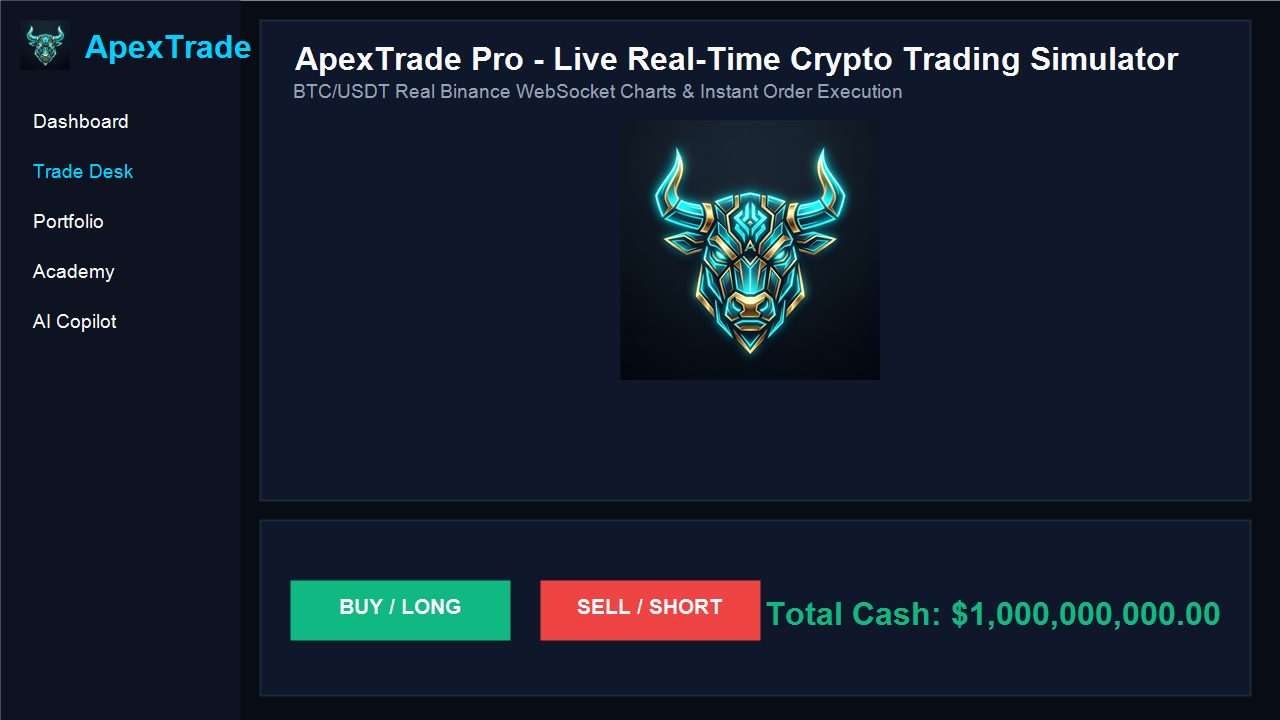 ApexTrade
Dashboard
Trade Desk
Portfolio
Academy
AI Copilot
ApexTrade Pro - Live Real-Time Crypto Trading Simulator
BTC/USDT Real Binance WebSocket Charts & Instant Order Execution
BUY / LONG
SELL / SHORT
Total Cash: $1,000,000,000.00